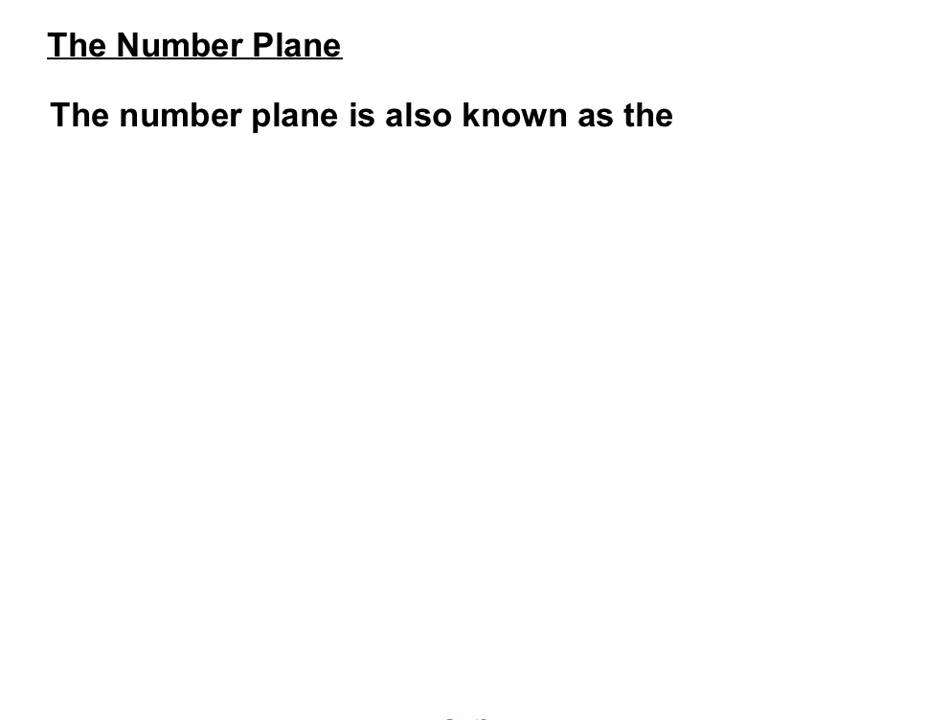 The Number Plane
The number plane is also known as the